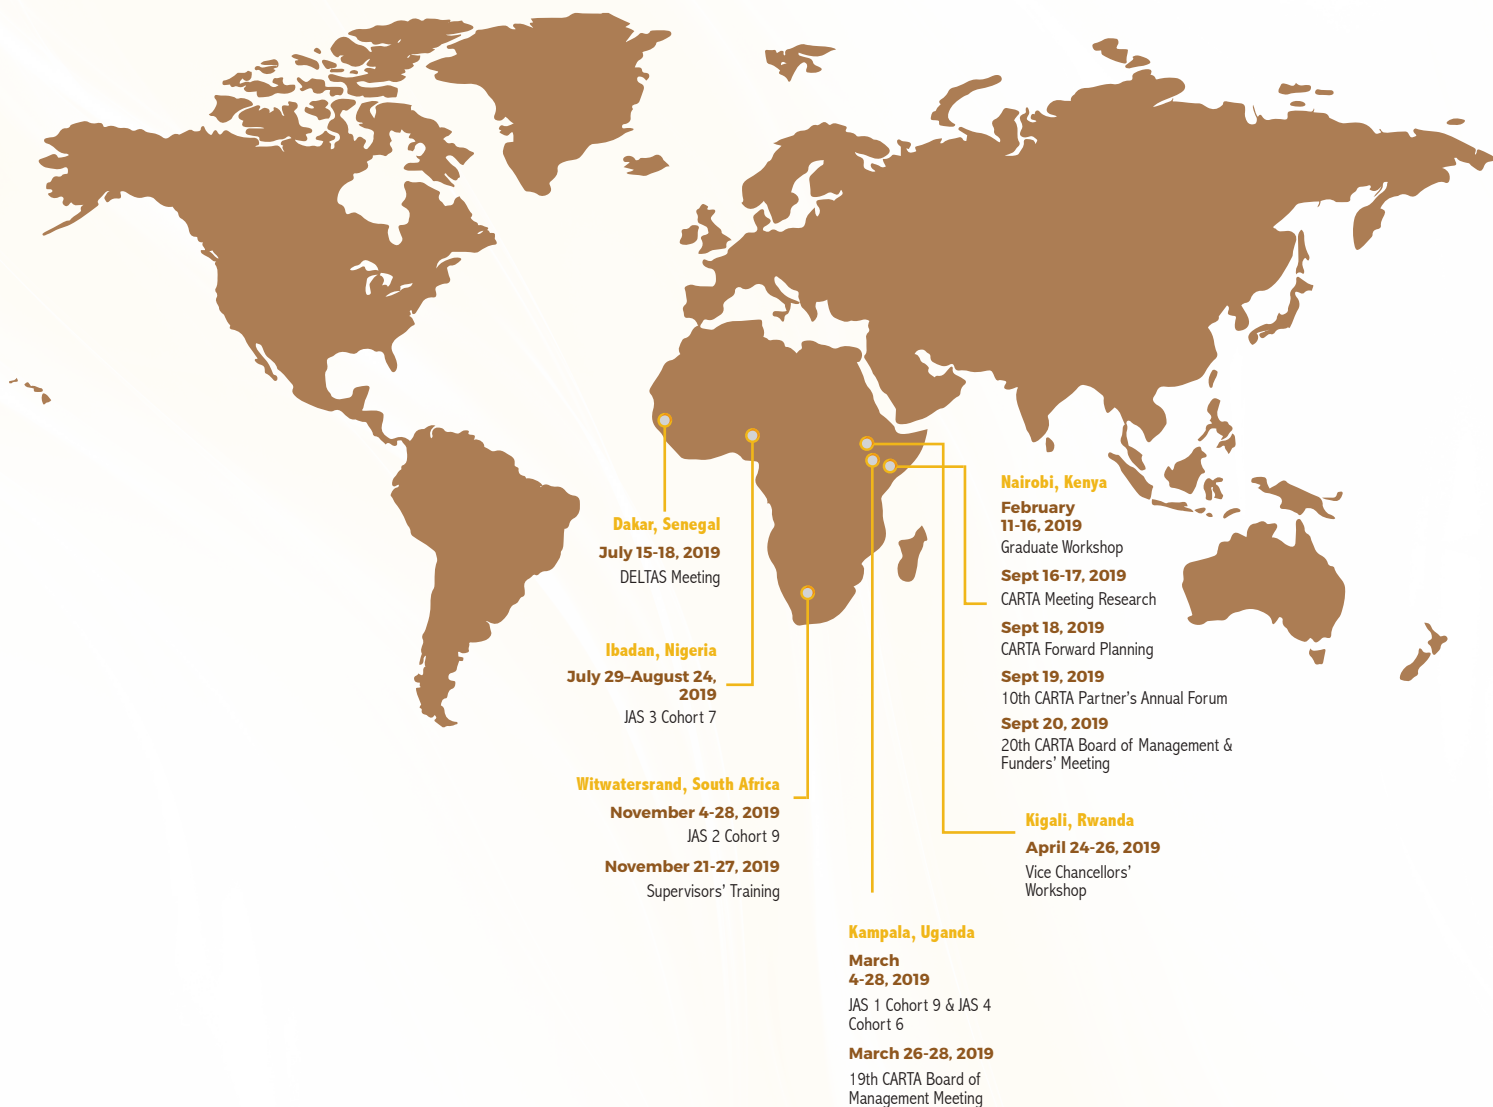 Dakar, Senegal
July 15-18, 2019
DELTAS Meeting
Ibadan, Nigeria
July 29–August 24,
2019
JAS 3 Cohort 7
Witwatersrand, South Africa
November 4-28, 2019
JAS 2 Cohort 9
November 21-27, 2019
Supervisors’ Training
Nairobi, Kenya
February
11-16, 2019
Graduate Workshop
Sept 16-17, 2019
CARTA Meeting Research
Sept 18, 2019
CARTA Forward Planning
Sept 19, 2019
10th CARTA Partner’s Annual Forum
Sept 20, 2019
20th CARTA Board of Management &
Funders’ Meeting
Kigali, Rwanda
April 24-26, 2019
Vice Chancellors’
Workshop
Kampala, Uganda
March
4-28, 2019
JAS 1 Cohort 9 & JAS 4
Cohort 6
March 26-28, 2019
19th CARTA Board of
Management Meeting